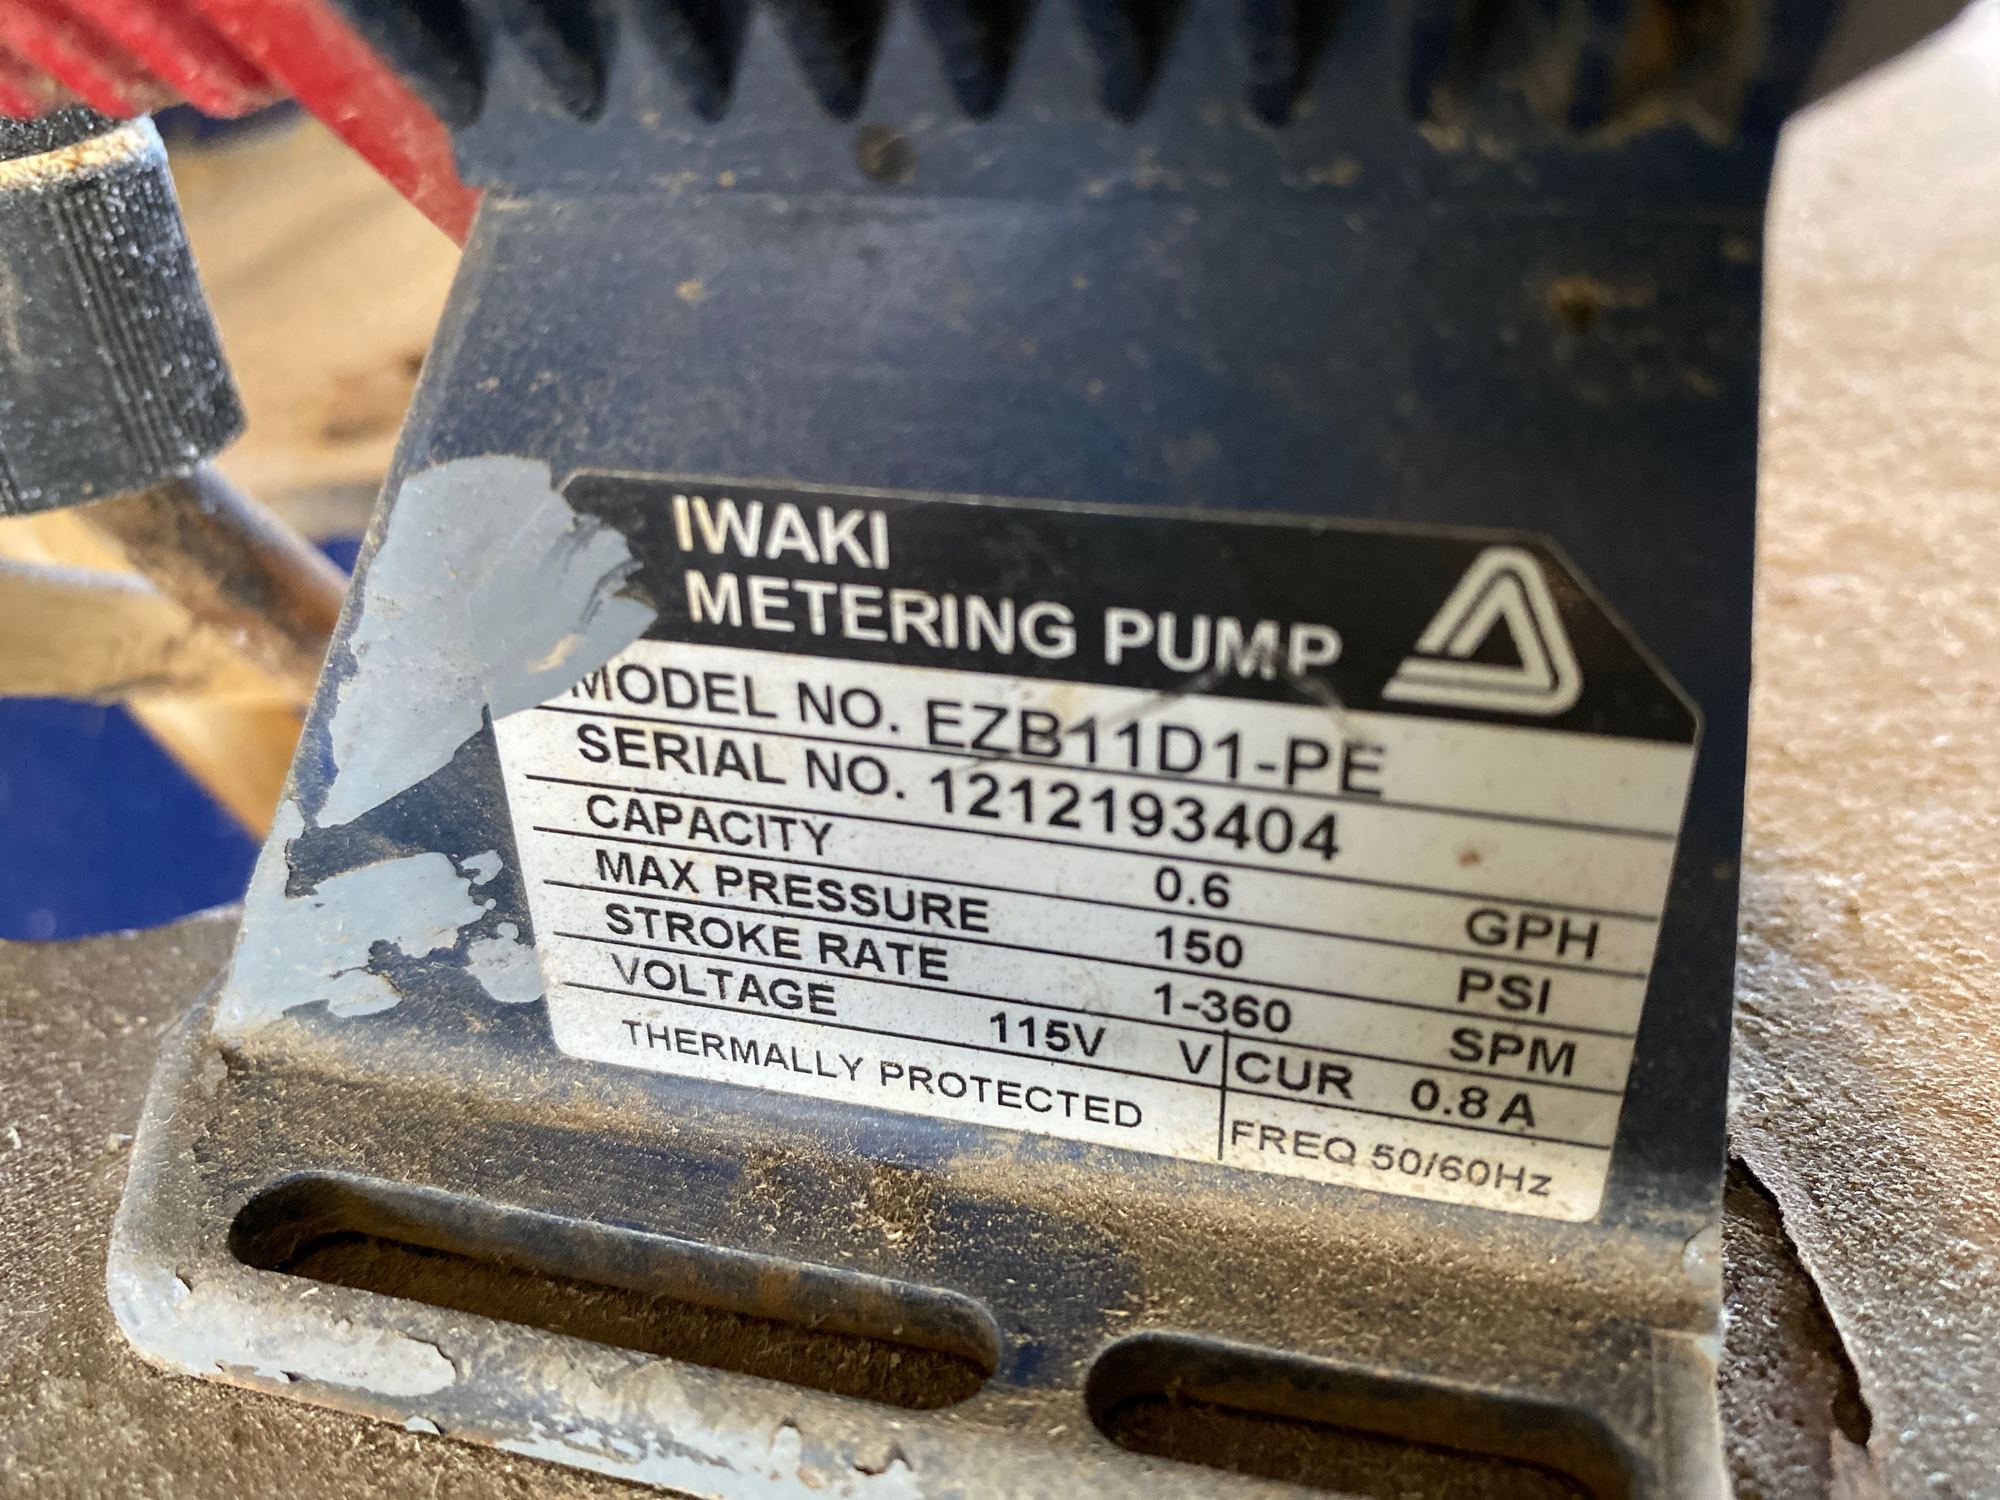 IWAKI
METERING PUMP
MODEL NO. EZB11D1-PE
SERIAL NO. 1212193404
CAPACITY 0.6 GPH
MAX PRESSURE 150 PSI
STROKE RATE 1-360 SPM
VOLTAGE 115V V CUR 0.8 A
THERMALLY PROTECTED FREQ 50/60Hz